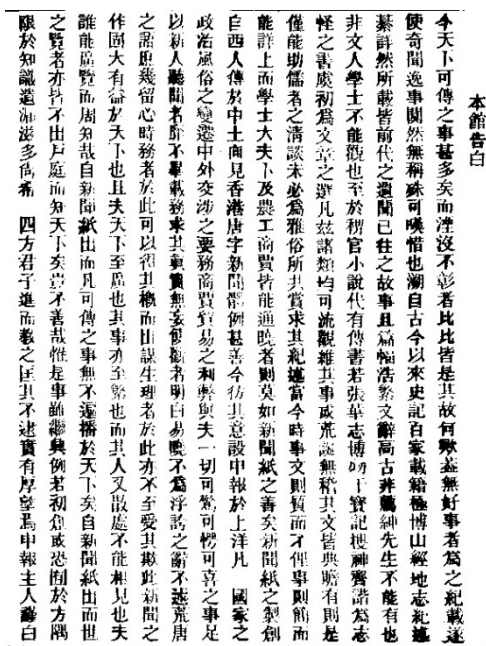 本館告白
今天下可傳之事甚多矣而湮沒不彰者比比皆是其故何歟蓋無好事者為之紀載遂
使奇聞逸事闃然無稱殊可嘆惜也溯自古今以來史記百家載籍極博山經地志紀述
綦詳然所載皆前代之遺聞已往之故事且篇幅浩繁文辭高古非薦紳先生不能有也
非文人學士不能觀也至於稗官小說代有傳書若張華志博物干寶記搜神齊諧為志
怪之書虞初為文章之選凡茲諸類均可流觀維其事或荒誕無稽其文皆典贍有則是
僅能助儒者之清談未必為雅俗所共賞求其紀述當今時事文則質而不俚事則簡而
能詳上而學士大夫下及農工商賈皆能通曉者則莫如新聞紙之善矣新聞紙之製創
自西人傳於中土向見香港唐字新聞體例甚善今仿其意設申報於上洋凡　國家之
政治風俗之變遷中外交涉之要務商賈貿易之利弊與夫一切可驚可愕可喜之事足
以新人聽聞者靡不畢載務求其真實無妄使觀者明白易曉不為浮誇之辭不述荒唐
之語庶幾留心時務者於此可以得其概而出謀生理者於此亦不至受其欺此新聞之
作固大有益於天下也且夫天下至廣也其事亦至繁也而其人又散處不能相見也夫
誰能廣覽而周知哉自新聞紙出而凡可傳之事無不遍播於天下矣自新聞紙出而世
之覽者亦皆不出戶庭而知天下矣豈不善哉惟是事雖繼興例若初創或恐囿於方隅
限於知識遺漏滋多尚希　四方君子進而教之匡其不逮實有厚望焉申報主人謹白